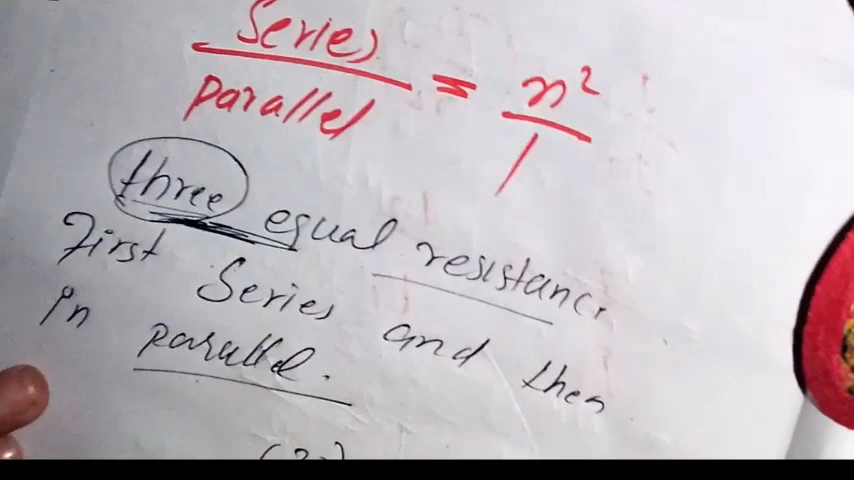 Series
parallel = n²
1
three equal resistance
First Series and then
in parallel.